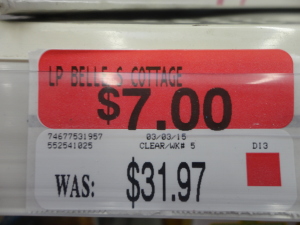 LP BELLE S COTTAGE
$7.00
74677531957 03/03/15
552541025 CLEAR/WK# 5 D13
WAS: $31.97